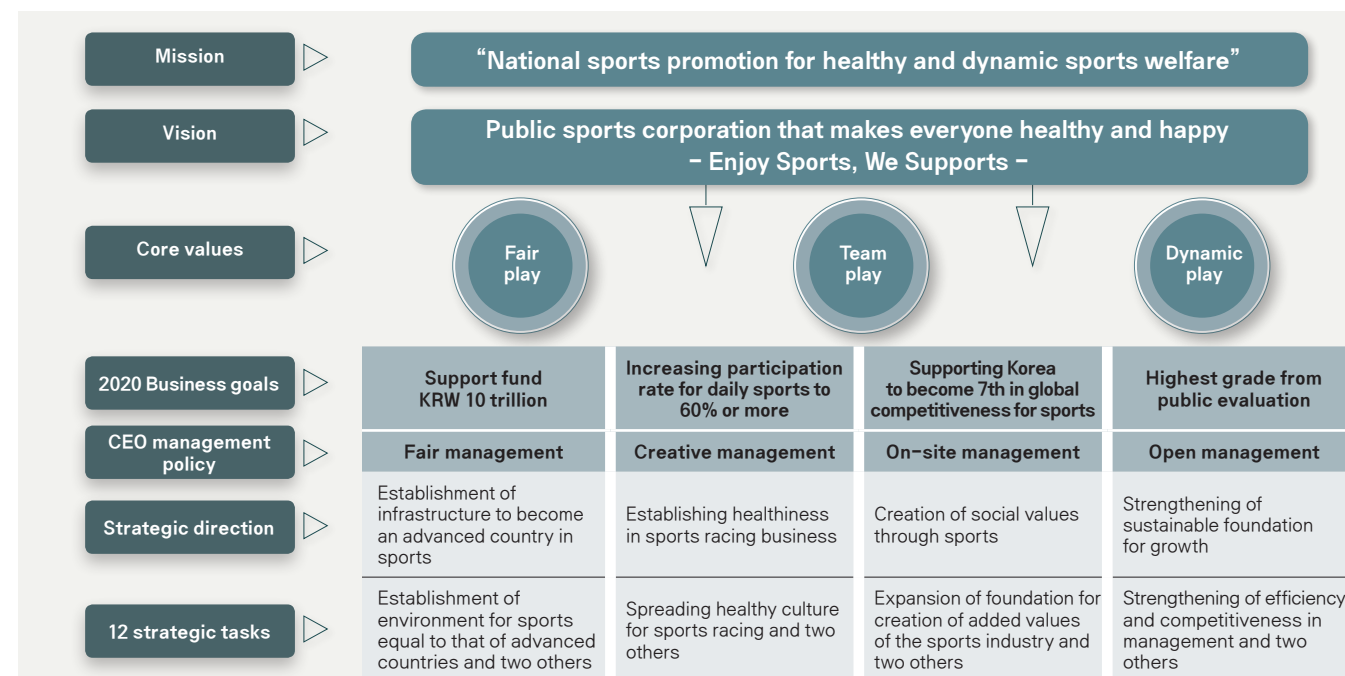 Mission
“National sports promotion for healthy and dynamic sports welfare”
Vision
Public sports corporation that makes everyone healthy and happy
– Enjoy Sports, We Supports –
Core values
Fair
play
Team
play
Dynamic
play
2020 Business goals
Support fund
KRW 10 trillion
Increasing participation
rate for daily sports to
60% or more
Supporting Korea
to become 7th in global
competitiveness for sports
Highest grade from
public evaluation
CEO management
policy
Fair management
Creative management
On-site management
Open management
Strategic direction
Establishment of
infrastructure to become
an advanced country in
sports
Establishing healthiness
in sports racing business
Creation of social values
through sports
Strengthening of
sustainable foundation
for growth
12 strategic tasks
Establishment of
environment for sports
equal to that of advanced
countries and two others
Spreading healthy culture
for sports racing and two
others
Expansion of foundation for
creation of added values
of the sports industry and
two others
Strengthening of efficiency
and competitiveness in
management and two
others